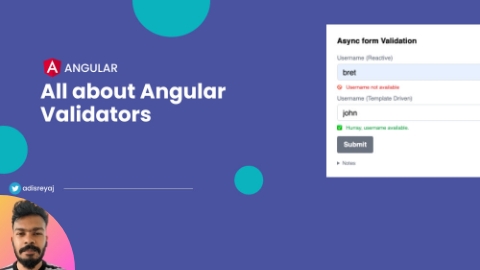 ANGULAR
All about Angular
Validators
adisreyaj
Async form Validation
Username (Reactive)
bret
Username not available
Username (Template Driven)
john
Hurray, username available.
Submit
Notes